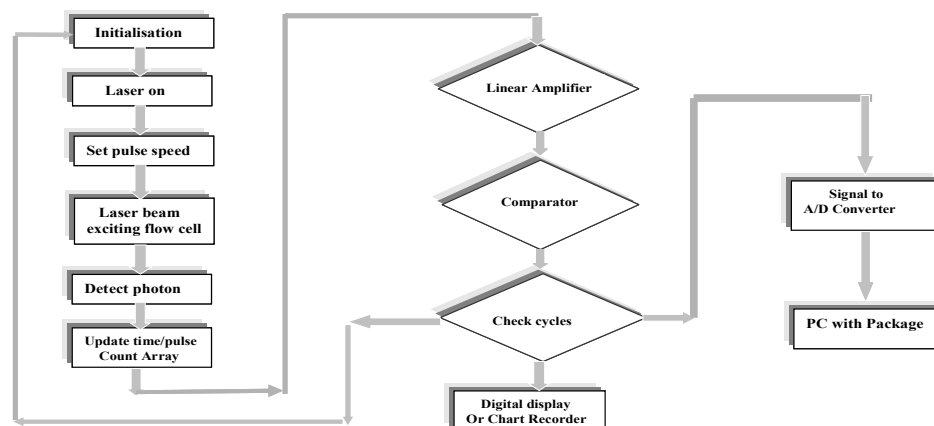 Initialisation
Laser on
Set pulse speed
Laser beam
exciting flow cell
Detect photon
Update time/pulse
Count Array
Linear Amplifier
Comparator
Check cycles
Digital display
Or Chart Recorder
Signal to
A/D Converter
PC with Package